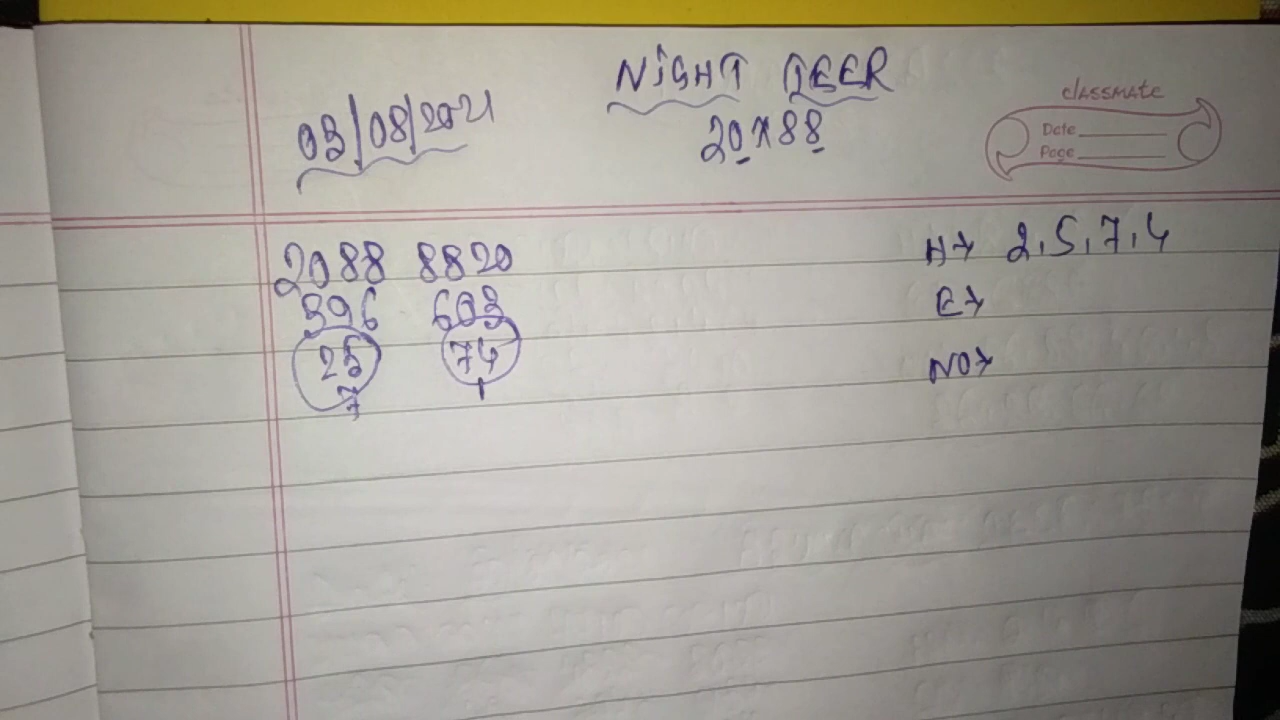 NIGHT TEER
03/08/2021
20x88
classmate
Date
Page
2088 8820
396 603
25 74
7 1
H→ 2,5,7,4
E→
NO→